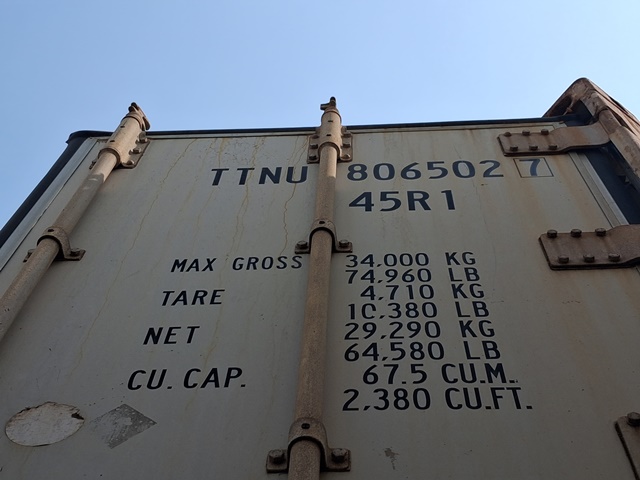 TTNU 806502 7
45R1
MAX GROSS 34,000 KG
74,960 LB
TARE 4,710 KG
10,380 LB
NET 29,290 KG
64,580 LB
CU. CAP. 67.5 CU.M.
2,380 CU.FT.